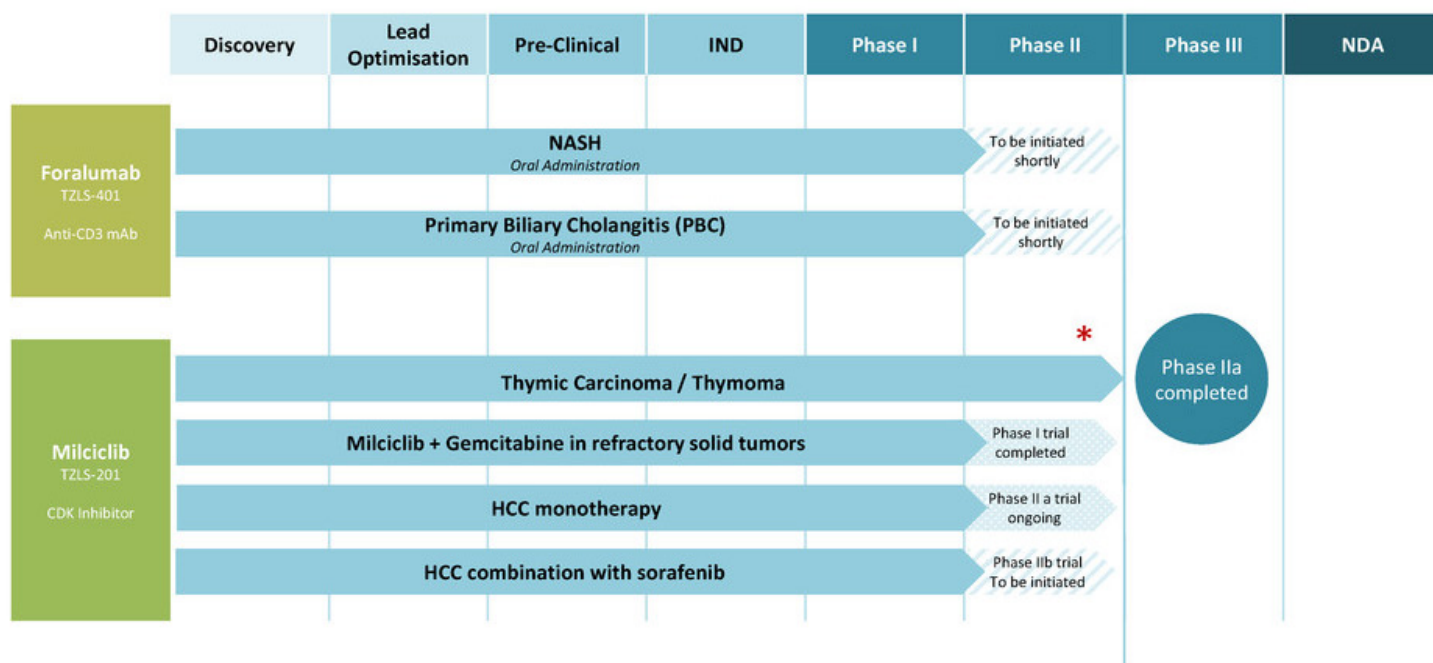 Discovery
Lead
Optimisation
Pre-Clinical
IND
Phase I
Phase II
Phase III
NDA
Foralumab
TZLS-401
Anti-CD3 mAb
NASH
Oral Administration
To be initiated
shortly
Primary Biliary Cholangitis (PBC)
Oral Administration
To be initiated
shortly
Milciclib
TZLS-201
CDK Inhibitor
*
Thymic Carcinoma / Thymoma
Phase IIa
completed
Milciclib + Gemcitabine in refractory solid tumors
Phase I trial
completed
HCC monotherapy
Phase II a trial
ongoing
HCC combination with sorafenib
Phase IIb trial
To be initiated